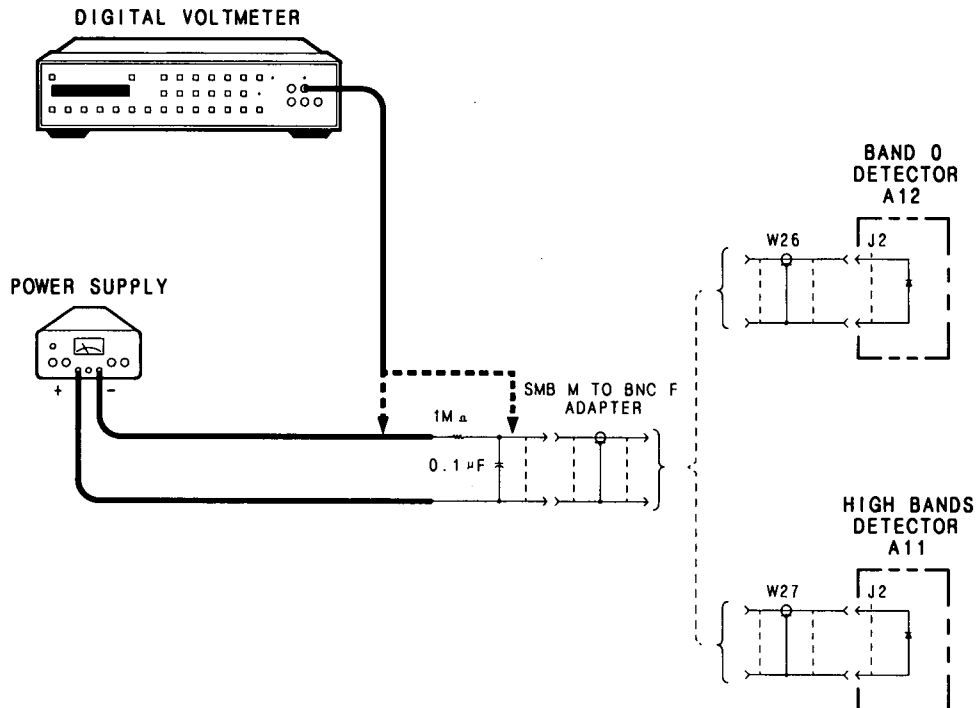 DIGITAL VOLTMETER
BAND 0
DETECTOR
A12
W26
J2
POWER SUPPLY
+
-
SMB M TO BNC F
ADAPTER
1M Ω
0.1 μF
HIGH BANDS
DETECTOR
A11
W27
J2